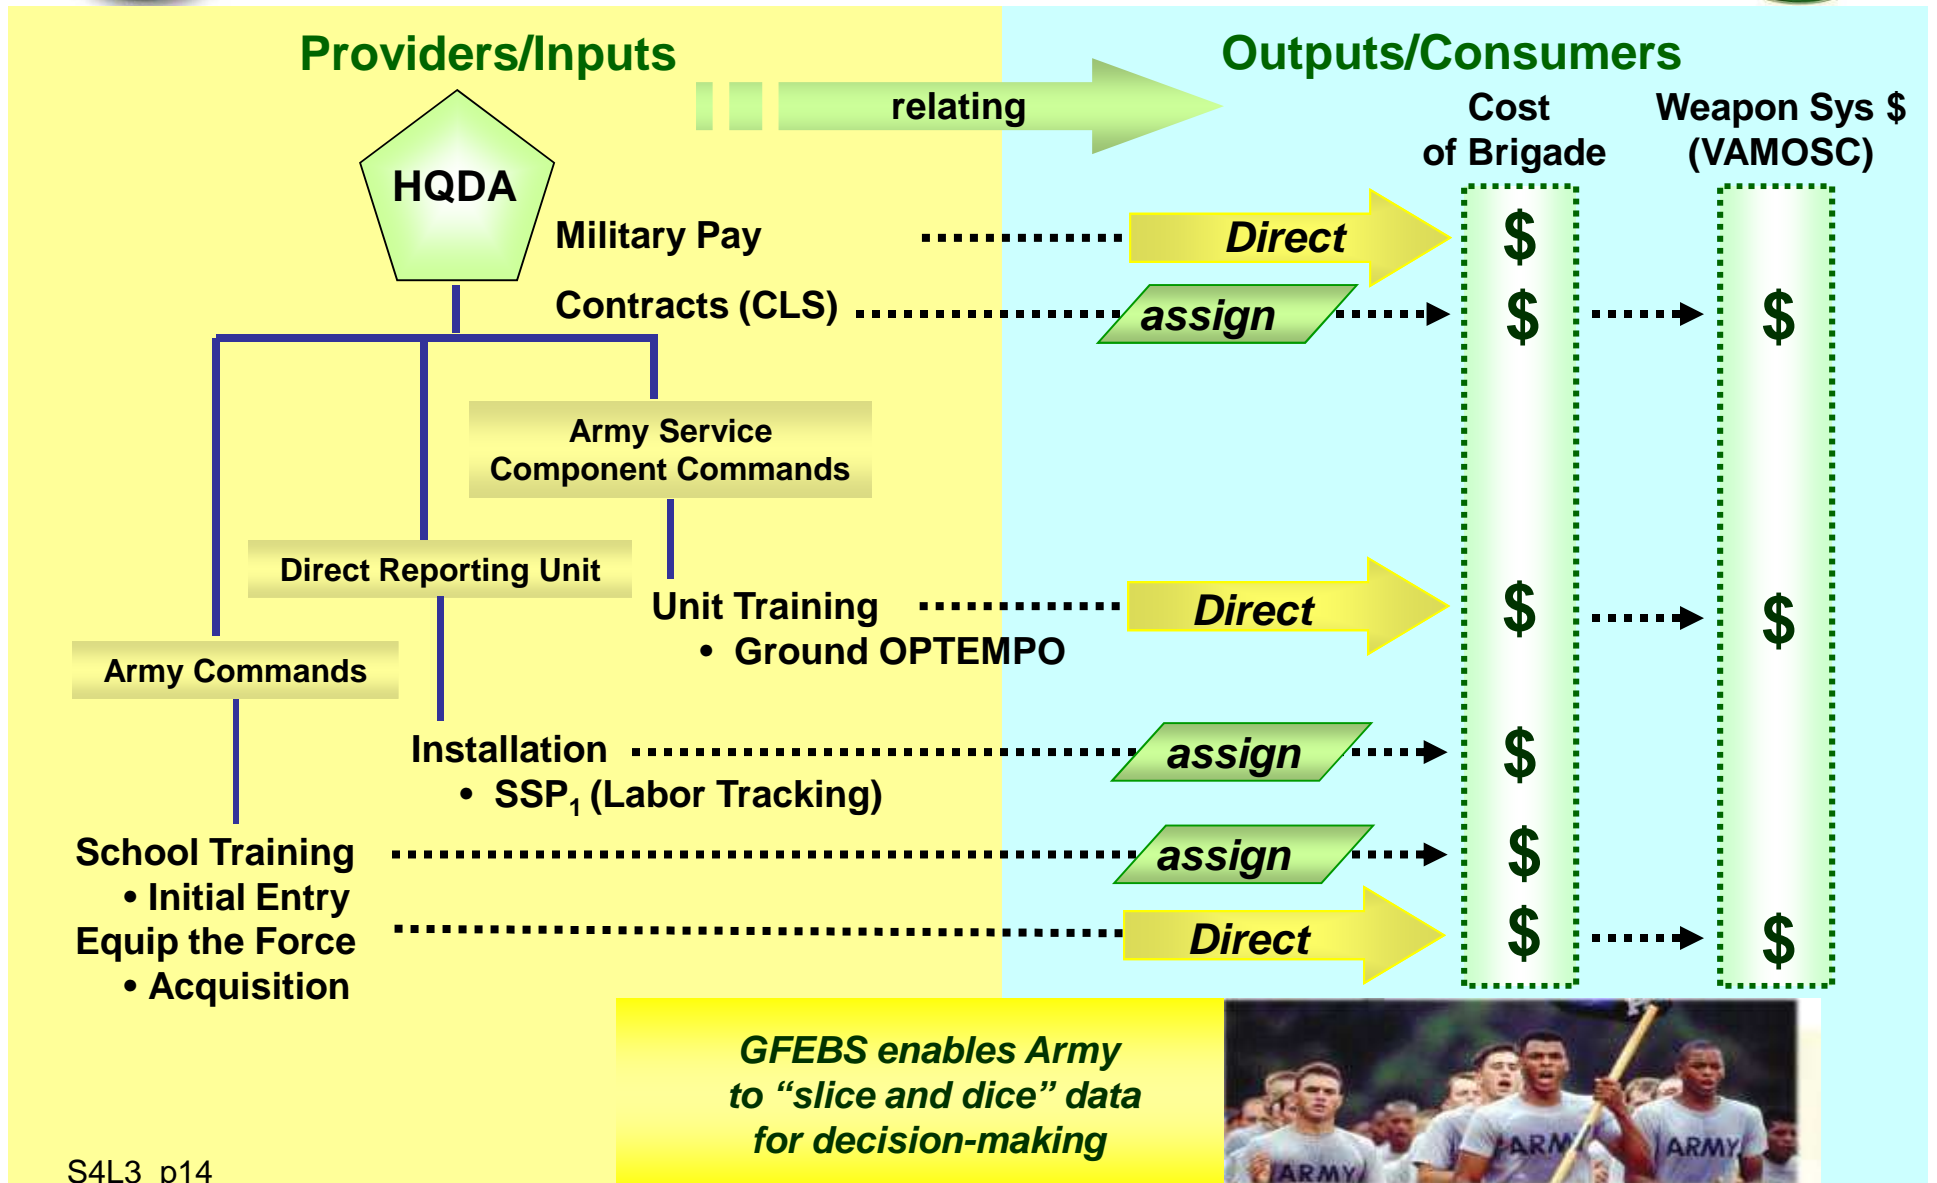 Providers/Inputs
Outputs/Consumers
relating
Cost
of Brigade
Weapon Sys $
(VAMOSC)
HQDA
Military Pay
Direct
$
Contracts (CLS)
assign
$
$
Army Service
Component Commands
Direct Reporting Unit
Unit Training
• Ground OPTEMPO
Direct
$
$
Army Commands
Installation
• SSP1 (Labor Tracking)
assign
$
School Training
• Initial Entry
assign
$
Equip the Force
• Acquisition
Direct
$
$
GFEBS enables Army
to “slice and dice” data
for decision-making
ARMY
ARMY
ARMY
S4L3 p14